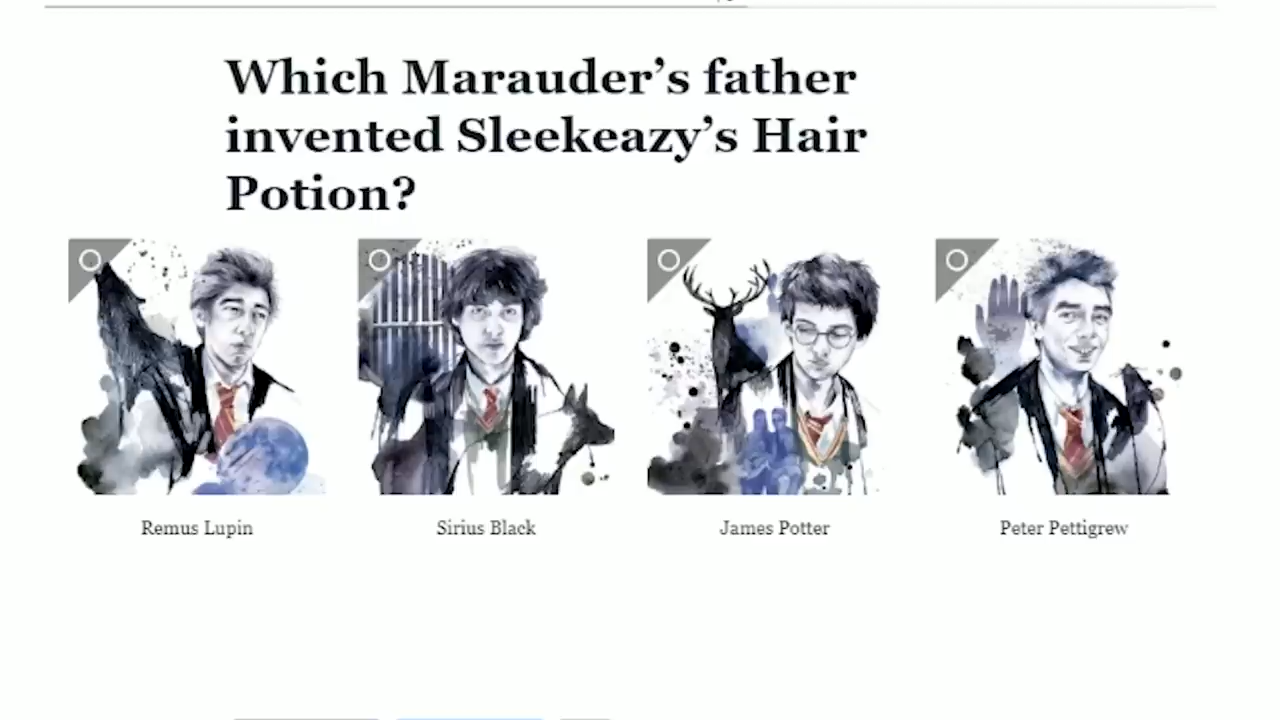 Which Marauder’s father
invented Sleekeazy’s Hair
Potion?
Remus Lupin
Sirius Black
James Potter
Peter Pettigrew